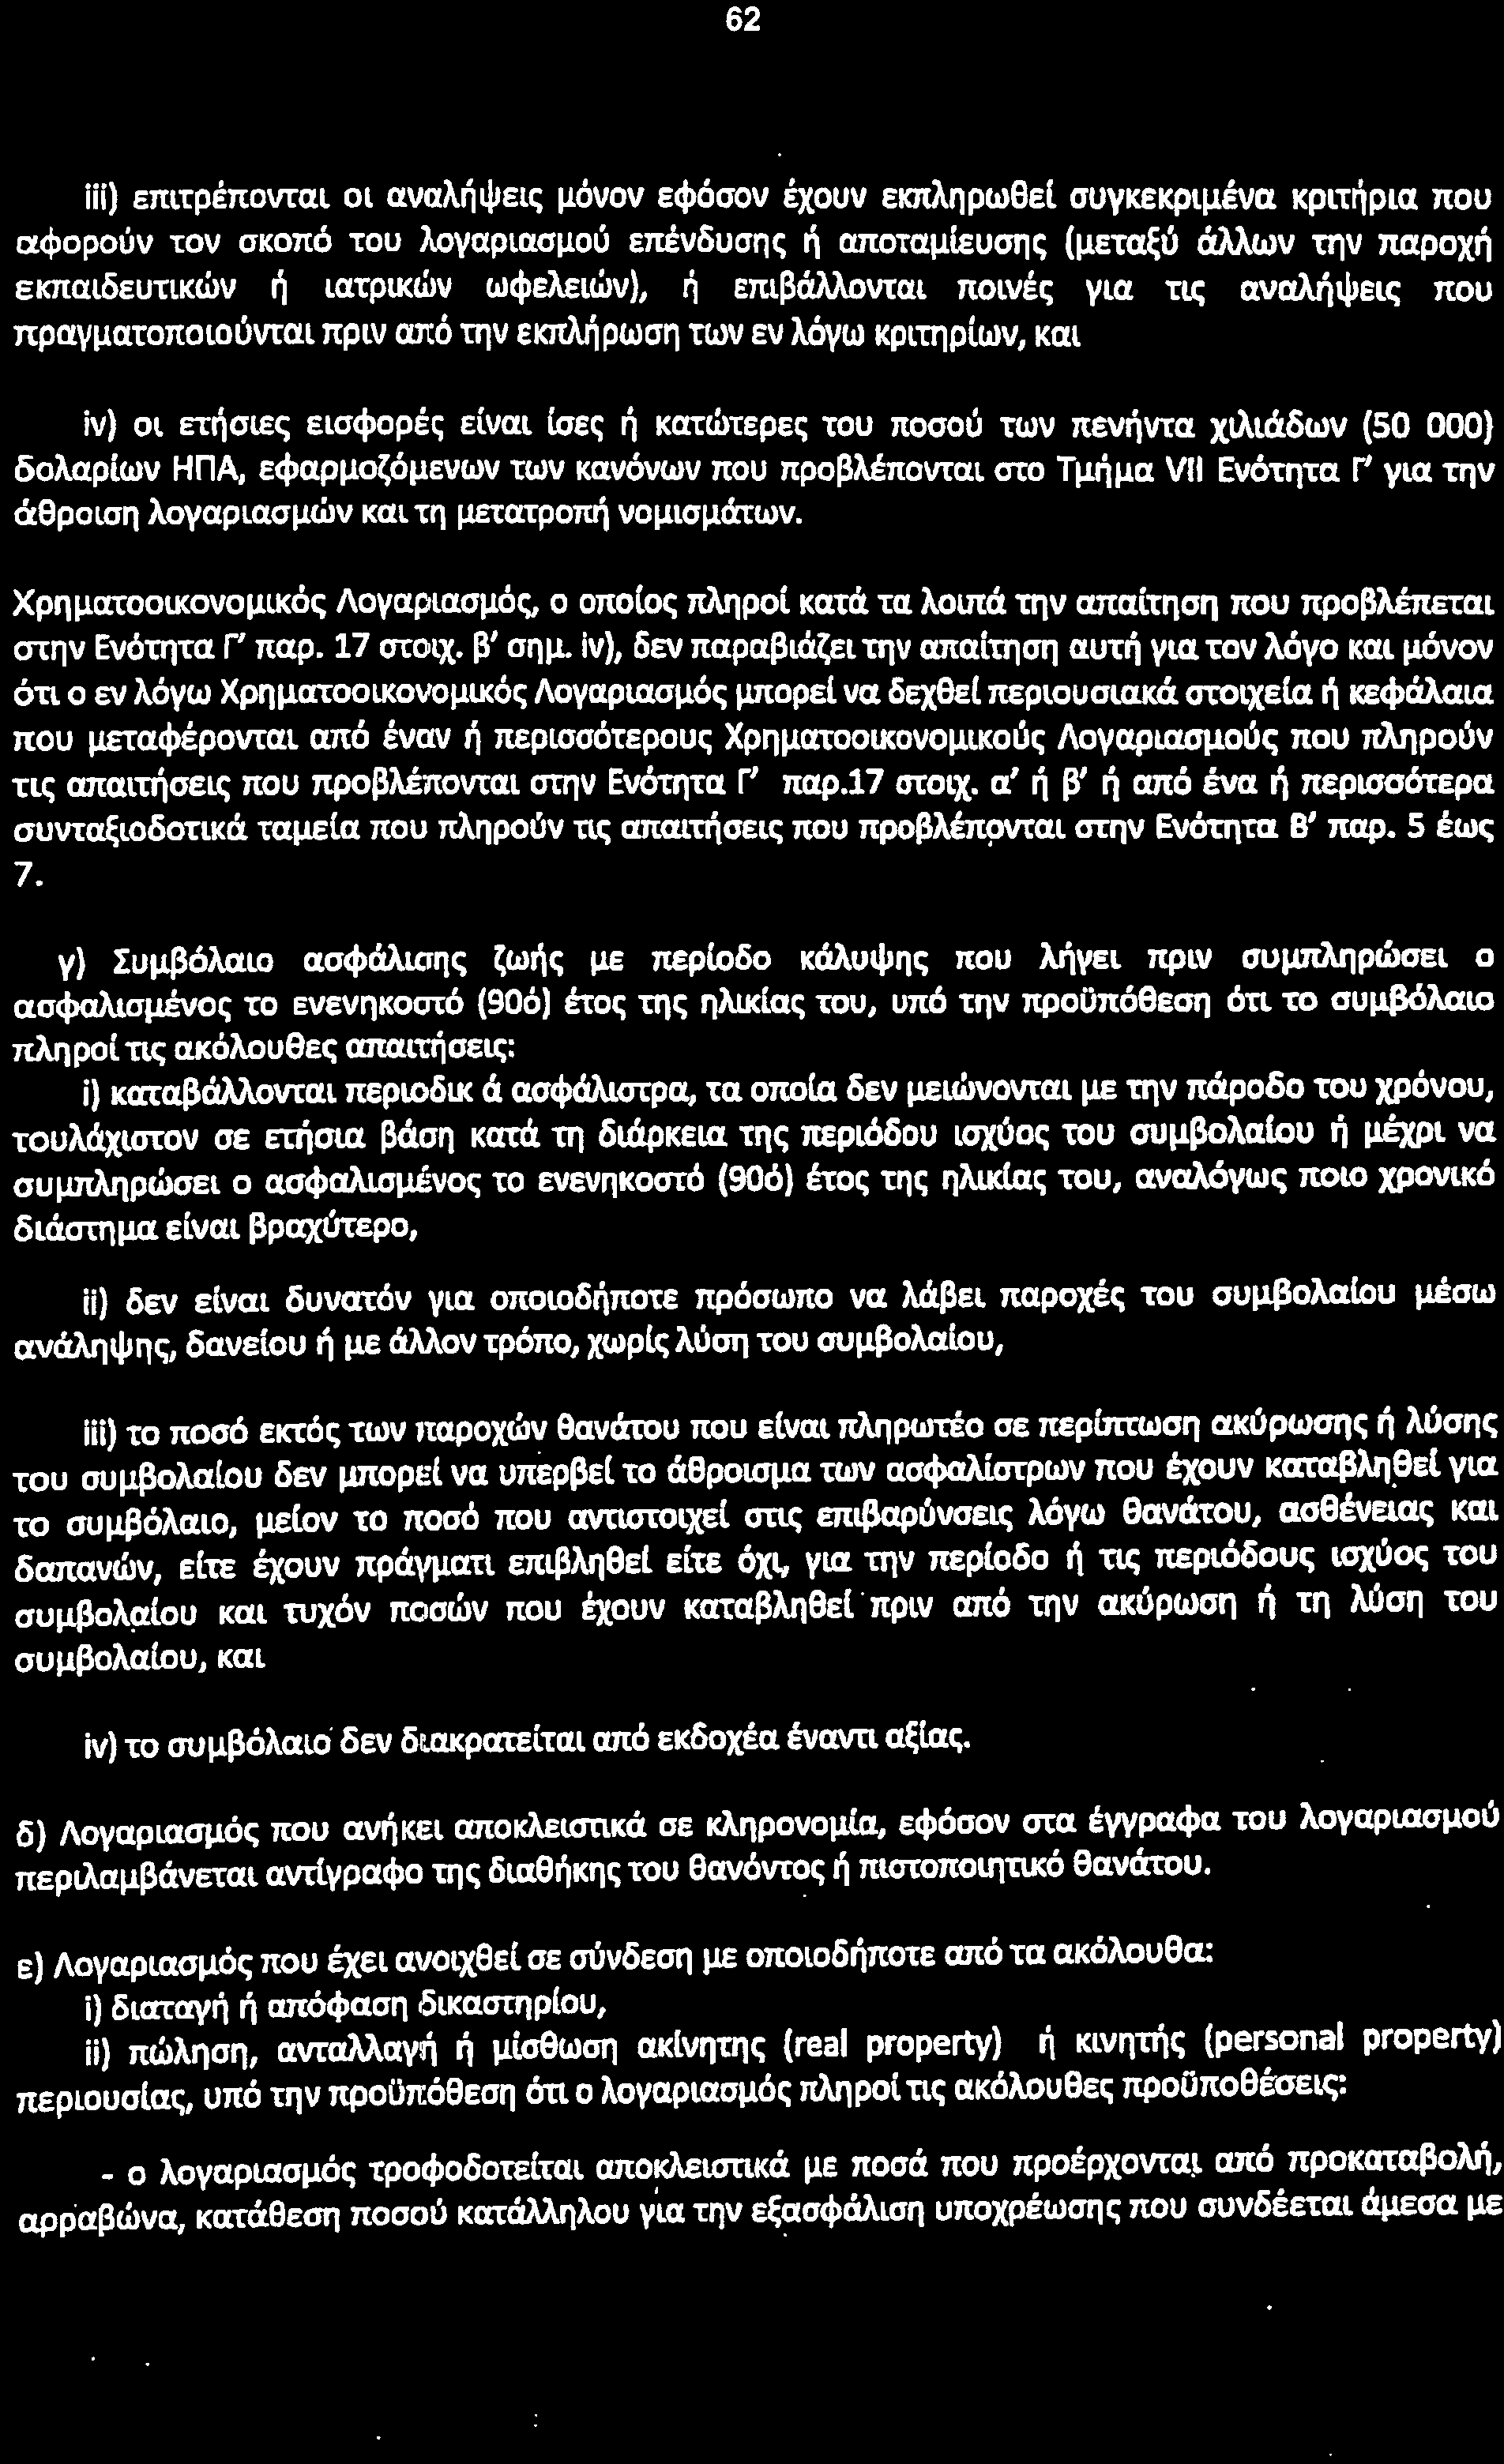 62
iii) επιτρέπονται οι αναλήψεις μόνον εφόσον έχουν εκπληρωθεί συγκεκριμένα κριτήρια που
αφορούν τον σκοπό του λογαριασμού επένδυσης ή αποταμίευσης (μεταξύ άλλων την παροχή
εκπαιδευτικών ή ιατρικών ωφελειών), ή επιβάλλονται ποινές για τις αναλήψεις που
πραγματοποιούνται πριν από την εκπλήρωση των εν λόγω κριτηρίων, και
iv) οι ετήσιες εισφορές είναι ίσες ή κατώτερες του ποσού των πενήντα χιλιάδων (50 000)
δολαρίων ΗΠΑ, εφαρμοζόμενων των κανόνων που προβλέπονται στο Τμήμα VII Ενότητα Γ' για την
άθροιση λογαριασμών και τη μετατροπή νομισμάτων.
Χρηματοοικονομικός Λογαριασμός, ο οποίος πληροί κατά τα λοιπά την απαίτηση που προβλέπεται
στην Ενότητα Γ' παρ. 17 στοιχ. β' σημ. iv), δεν παραβιάζει την απαίτηση αυτή για τον λόγο και μόνον
ότι ο εν λόγω Χρηματοοικονομικός Λογαριασμός μπορεί να δεχθεί περιουσιακά στοιχεία ή κεφάλαια
που μεταφέρονται από έναν ή περισσότερους Χρηματοοικονομικούς Λογαριασμούς που πληρούν
τις απαιτήσεις που προβλέπονται στην Ενότητα Γ' παρ.17 στοιχ. α' ή β' ή από ένα ή περισσότερα
συνταξιοδοτικά ταμεία που πληρούν τις απαιτήσεις που προβλέπονται στην Ενότητα Β' παρ. 5 έως
7.
γ) Συμβόλαιο ασφάλισης ζωής με περίοδο κάλυψης που λήγει πριν συμπληρώσει ο
ασφαλισμένος το ενενηκοστό (90ό) έτος της ηλικίας του, υπό την προϋπόθεση ότι το συμβόλαιο
πληροί τις ακόλουθες απαιτήσεις:
i) καταβάλλονται περιοδικ ά ασφάλιστρα, τα οποία δεν μειώνονται με την πάροδο του χρόνου,
τουλάχιστον σε ετήσια βάση κατά τη διάρκεια της περιόδου ισχύος του συμβολαίου ή μέχρι να
συμπληρώσει ο ασφαλισμένος το ενενηκοστό (90ό) έτος της ηλικίας του, αναλόγως ποιο χρονικό
διάστημα είναι βραχύτερο,
ii) δεν είναι δυνατόν για οποιοδήποτε πρόσωπο να λάβει παροχές του συμβολαίου μέσω
ανάληψης, δανείου ή με άλλον τρόπο, χωρίς λύση του συμβολαίου,
iii) το ποσό εκτός των παροχών θανάτου που είναι πληρωτέο σε περίπτωση ακύρωσης ή λύσης
του συμβολαίου δεν μπορεί να υπερβεί το άθροισμα των ασφαλίστρων που έχουν καταβληθεί για
το συμβόλαιο, μείον το ποσό που αντιστοιχεί στις επιβαρύνσεις λόγω θανάτου, ασθένειας και
δαπανών, είτε έχουν πράγματι επιβληθεί είτε όχι, για την περίοδο ή τις περιόδους ισχύος του
συμβολαίου και τυχόν ποσών που έχουν καταβληθεί πριν από την ακύρωση ή τη λύση του
συμβολαίου, και
iv) το συμβόλαιο δεν διακρατείται από εκδοχέα έναντι αξίας.
δ) Λογαριασμός που ανήκει αποκλειστικά σε κληρονομία, εφόσον στα έγγραφα του λογαριασμού
περιλαμβάνεται αντίγραφο της διαθήκης του θανόντος ή πιστοποιητικό θανάτου.
ε) Λογαριασμός που έχει ανοιχθεί σε σύνδεση με οποιοδήποτε από τα ακόλουθα:
i) διαταγή ή απόφαση δικαστηρίου,
ii) πώληση, ανταλλαγή ή μίσθωση ακίνητης (real property) ή κινητής (personal property)
περιουσίας, υπό την προϋπόθεση ότι ο λογαριασμός πληροί τις ακόλουθες προϋποθέσεις:
- ο λογαριασμός τροφοδοτείται αποκλειστικά με ποσά που προέρχονται από προκαταβολή,
αρραβώνα, κατάθεση ποσού κατάλληλου για την εξασφάλιση υποχρέωσης που συνδέεται άμεσα με